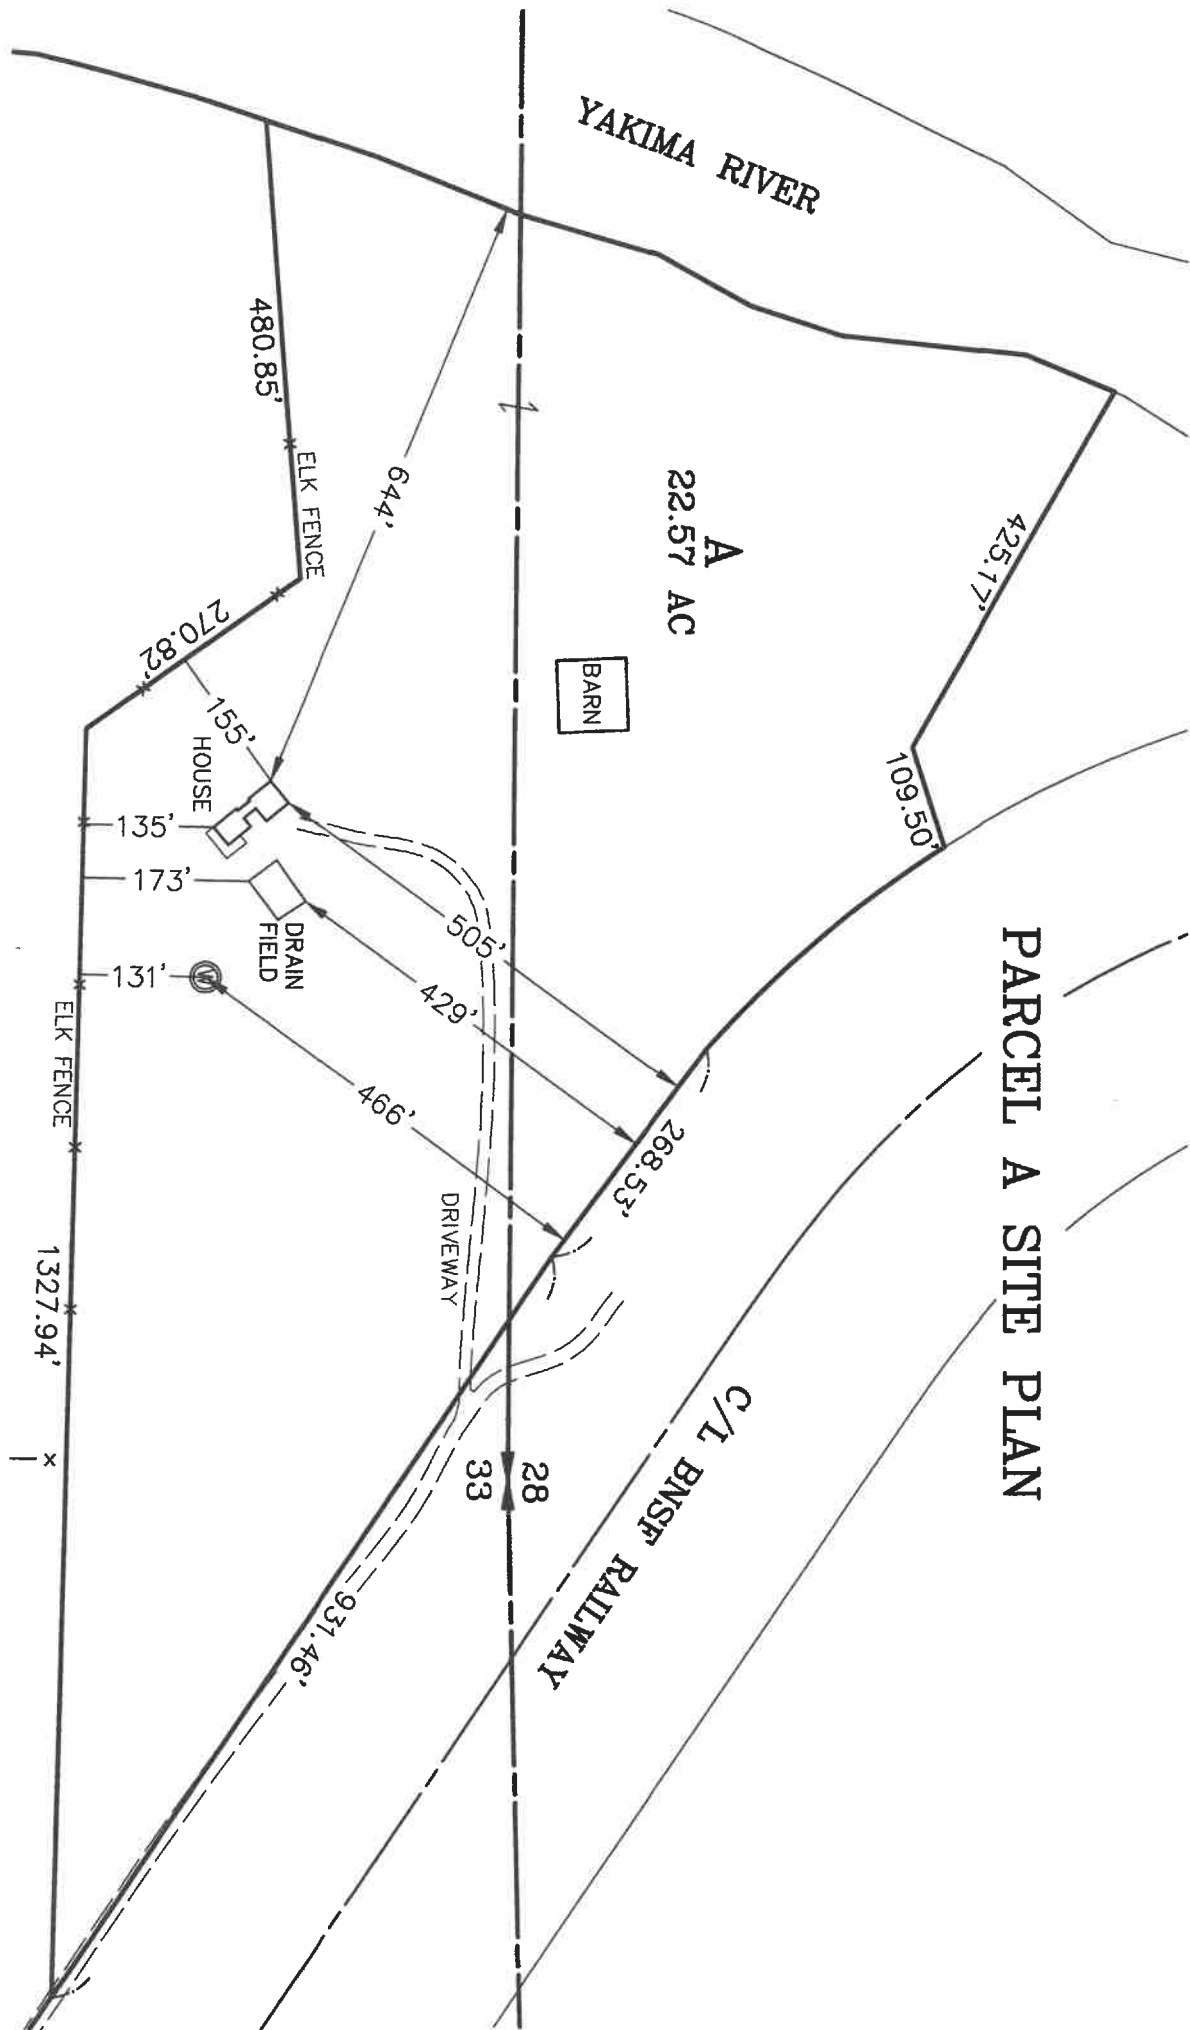 PARCEL A SITE PLAN
YAKIMA RIVER
425.17'
109.50'
A
22.57 AC
BARN
C/L BNSF RAILWAY
268.53'
28
33
644'
505'
429'
466'
DRIVEWAY
931.46'
480.85'
ELK FENCE
270.82'
155'
HOUSE
135'
173'
DRAIN
FIELD
131'
W
ELK FENCE
1327.94'